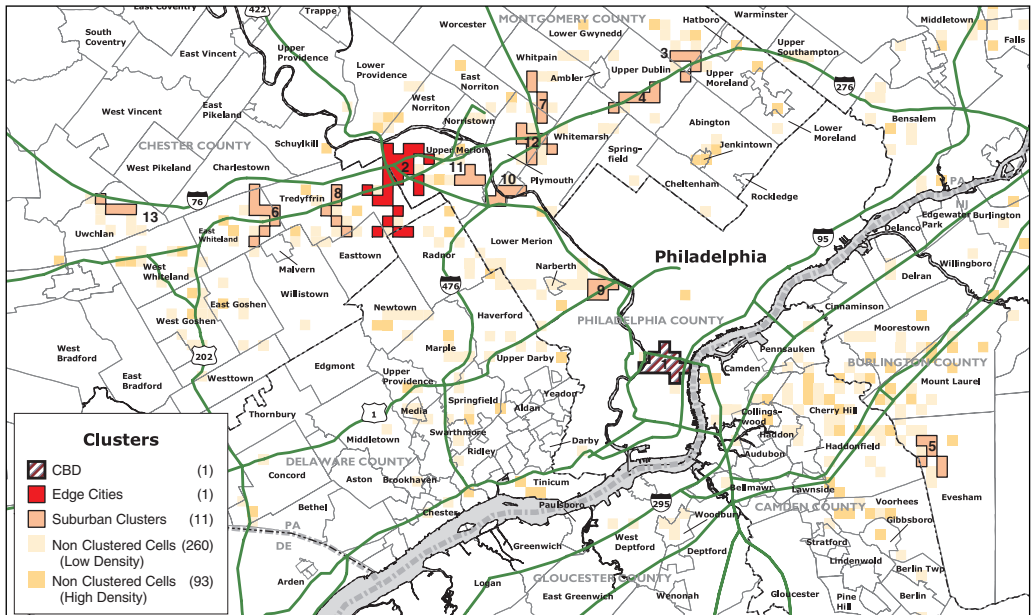 East Coventry
422
Trappe
Worcester
MONTGOMERY COUNTY
Hatboro
Warminster
Middletown
Falls
South
Coventry
East Vincent
Upper
Providence
Lower
Providence
Lower Gwynedd
Upper
Southampton
Whitpain
3
East
Norriton
Ambler
Upper Dublin
Upper
Moreland
276
West Vincent
East
Pikeland
West
Norriton
7
4
Norristown
Bensalem
CHESTER COUNTY
Schuylkill
Upper Merion
12
Whitemarsh
Abington
Lower
Moreland
West Pikeland
Charlestown
2
11
Spring-
field
Jenkintown
Tredyffrin
8
10
Plymouth
Cheltenham
Rockledge
PA
NJ
76
6
13
Uwchlan
East
Whiteland
Edgewater
Park
Burlington
Delanco
Lower Merion
Philadelphia
95
West
Whiteland
Malvern
Easttown
Radnor
Willingboro
Narberth
Delran
476
9
Willistown
East Goshen
Newtown
Haverford
Cinnaminson
West Goshen
PHILADELPHIA COUNTY
Moorestown
West
Bradford
202
Marple
Upper Darby
Pennsauken
BURLINGTON COUNTY
Edgmont
Camden
East
Bradford
Westtown
Upper
Providence
Mount Laurel
Yeadon
Springfield
Aldan
Thornbury
1
Media
Collings-
wood
Cherry Hill
Swarthmore
Middletown
Darby
Haddon
Haddonfield
5
Ridley
Audubon
DELAWARE COUNTY
Concord
Aston
Brookhaven
Tinicum
Bellmawr
Lawnside
Evesham
Paulsboro
295
Voorhees
Bethel
Chester
CAMDEN COUNTY
Woodbury
Gibbsboro
PA
DE
West
Deptford
Stratford
Greenwich
Deptford
Lindenwold
Arden
Logan
GLOUCESTER COUNTY
Berlin Twp
East Greenwich
Wenonah
Gloucester
Pine
Hill
Berlin
Clusters
CBD (1)
Edge Cities (1)
Suburban Clusters (11)
Non Clustered Cells (260)
(Low Density)
Non Clustered Cells (93)
(High Density)